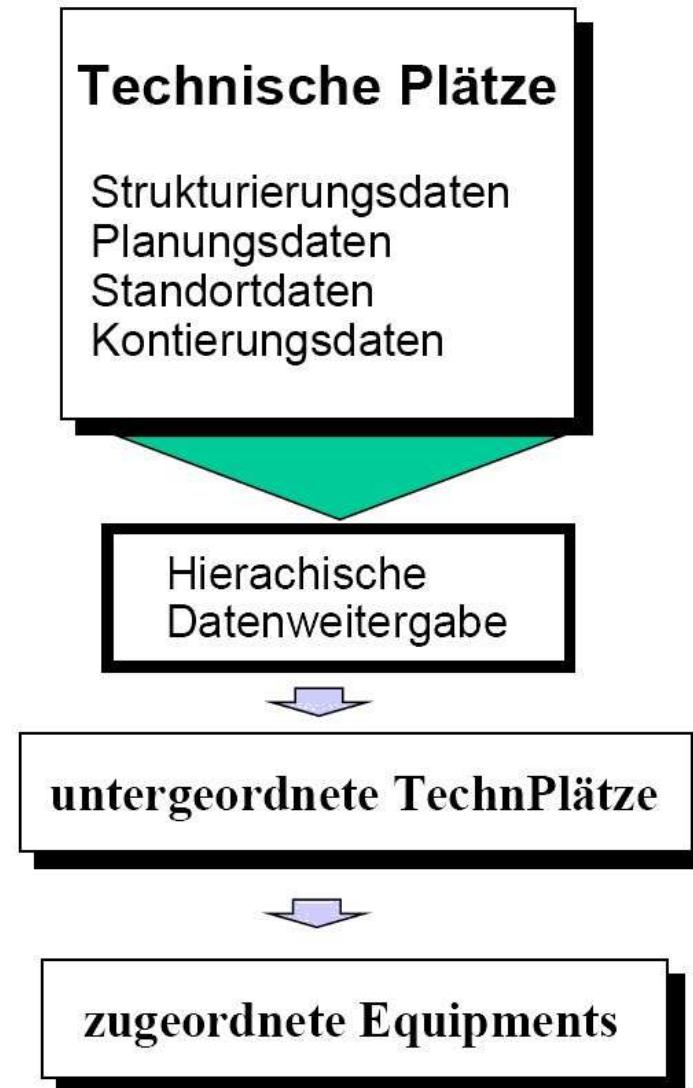 Technische Plätze
Strukturierungsdaten
Planungsdaten
Standortdaten
Kontierungsdaten
Hierachische
Datenweitergabe
untergeordnete TechnPlätze
zugeordnete Equipments